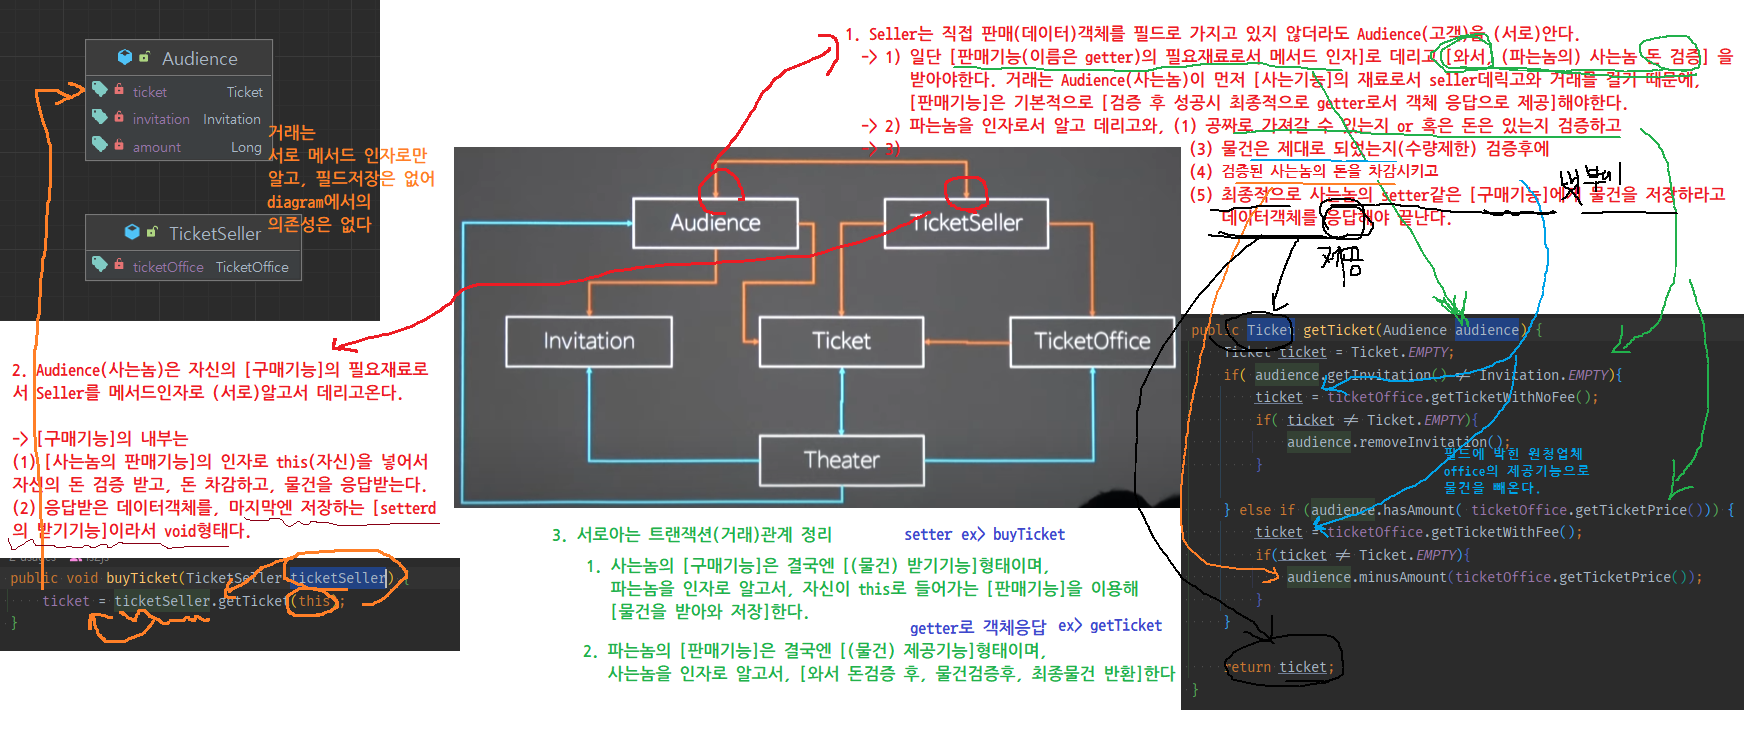 Audience
ticket Ticket
invitation Invitation
amount Long
거래는
서로 메서드 인자로만
알고, 필드저장은 없어
diagram에서의
의존성은 없다
TicketSeller
ticketOffice TicketOffice
1. Seller는 직접 판매(데이터)객체를 필드로 가지고 있지 않더라도 Audience(고객)을 (서로)안다.
-> 1) 일단 [판매기능(이름은 getter)의 필요재료로서 메서드 인자]로 데리고 [와서, (파는놈의) 사는놈 돈 검증] 을
받아야한다. 거래는 Audience(사는놈)이 먼저 [사는기능]의 재료로서 seller데릭고와 거래를 걸기 때문에,
[판매기능]은 기본적으로 [검증 후 성공시 최종적으로 getter로서 객체 응답으로 제공]해야한다.
-> 2) 파는놈을 인자로서 알고 데리고와, (1) 공짜로 가져갈 수 있는지 or 혹은 돈은 있는지 검증하고
-> 3)
(3) 물건은 제대로 되었는지(수량제한) 검증후에
(4) 검증된 사는놈의 돈을 차감시키고
(5) 최종적으로 사는놈의 setter같은 [구매기능]에게 물건을 저장하라고
데이터객체를 응답해야 끝난다.
내부의
제공
Audience
TicketSeller
Invitation
Ticket
TicketOffice
Theater
2. Audience(사는놈)은 자신의 [구매기능]의 필요재료로
서 Seller를 메서드인자로 (서로)알고서 데리고온다.
-> [구매기능]의 내부는
(1) [사는놈의 판매기능]의 인자로 this(자신)을 넣어서
자신의 돈 검증 받고, 돈 차감하고, 물건을 응답받는다.
(2) 응답받은 데이터객체를, 마지막엔 저장하는 [setterd
의 받기기능]이라서 void형태다.
public void buyTicket(TicketSeller ticketSeller) {
ticket = ticketSeller.getTicket(this);
}
3. 서로아는 트랜잭션(거래)관계 정리
setter ex> buyTicket
1. 사는놈의 [구매기능]은 결국엔 [(물건) 받기기능]형태이며,
파는놈을 인자로 알고서, 자신이 this로 들어가는 [판매기능]을 이용해
[물건을 받아와 저장]한다.
getter로 객체응답 ex> getTicket
2. 파는놈의 [판매기능]은 결국엔 [(물건) 제공기능]형태이며,
사는놈을 인자로 알고서, [와서 돈검증 후, 물건검증후, 최종물건 반환]한다
public Ticket getTicket(Audience audience) {
Ticket ticket = Ticket.EMPTY;
if( audience.getInvitation() ≠ Invitation.EMPTY){
ticket = ticketOffice.getTicketWithNoFee();
if( ticket ≠ Ticket.EMPTY){
audience.removeInvitation();
}
필드에 박힌 원청업체
office의 제공기능으로
물건을 빼온다.
} else if (audience.hasAmount( ticketOffice.getTicketPrice())) {
ticket = ticketOffice.getTicketWithFee();
if(ticket ≠ Ticket.EMPTY){
audience.minusAmount(ticketOffice.getTicketPrice());
}
}
return ticket;
}